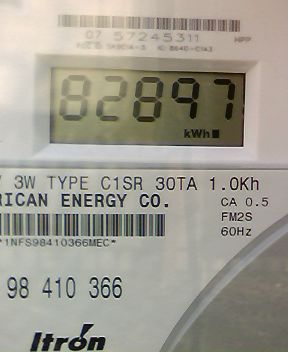 07 57245311
82897
kWh
V 3W TYPE C1SR 30TA 1.0Kh
RICAN ENERGY CO.
CA 0.5
FM2S
60Hz
*1NFS98410366MEC*
98 410 366
Itrón